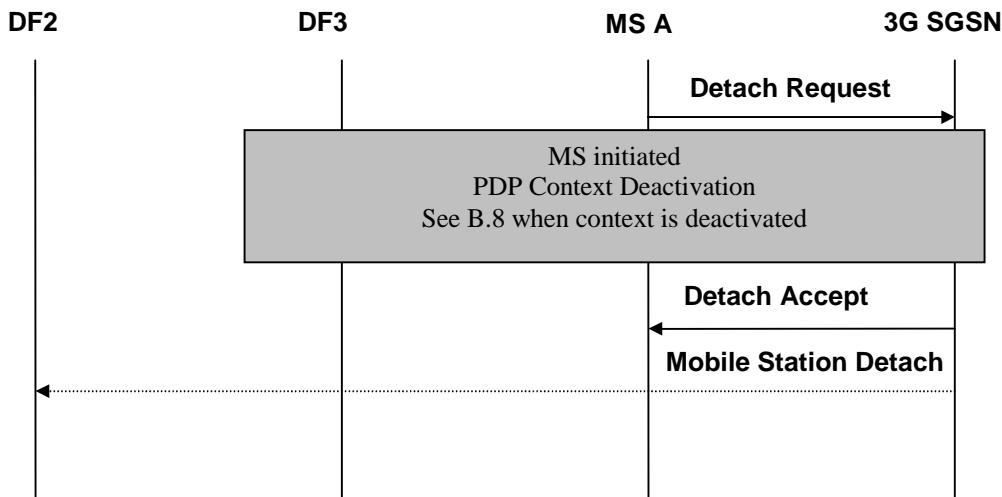 DF2 DF3 MS A 3G SGSN
Detach Request
MS initiated
PDP Context Deactivation
See B.8 when context is deactivated
Detach Accept
Mobile Station Detach